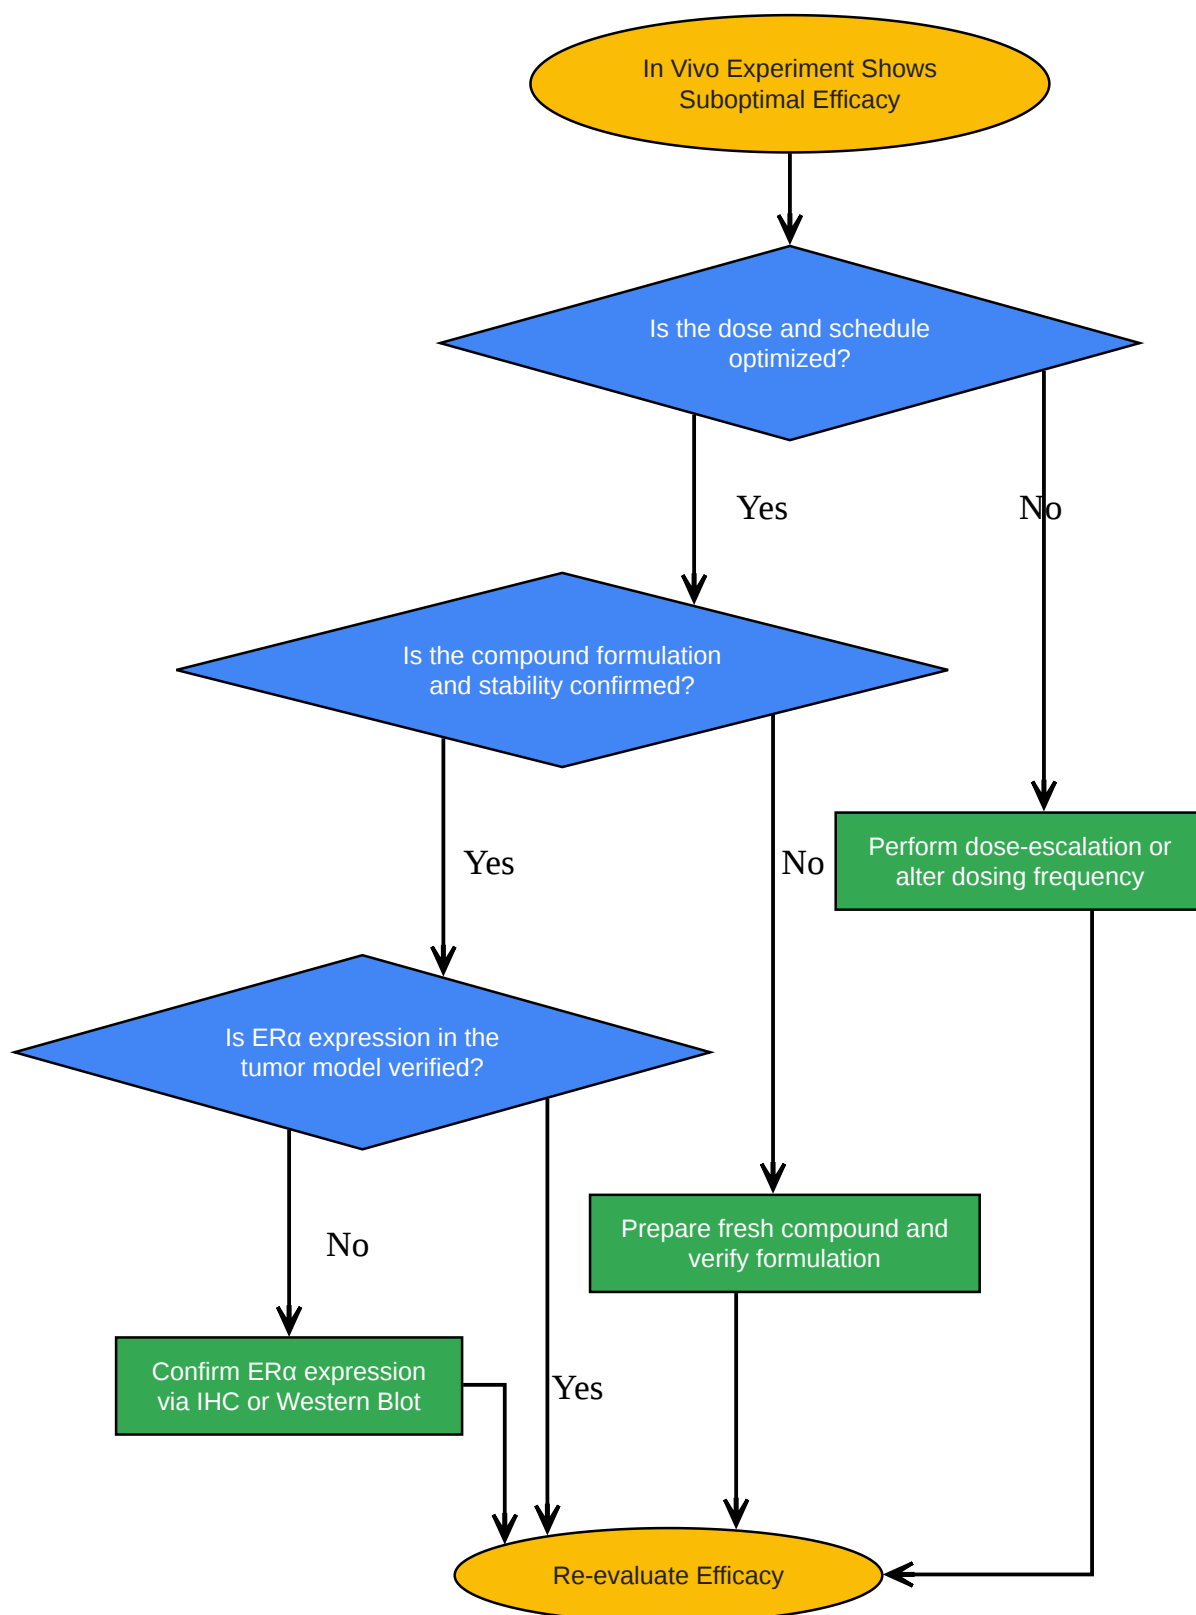 In Vivo Experiment Shows
Suboptimal Efficacy
Is the dose and schedule
optimized?
Yes
No
Is the compound formulation
and stability confirmed?
Perform dose-escalation or
alter dosing frequency
Yes
No
Is ERα expression in the
tumor model verified?
Prepare fresh compound and
verify formulation
No
Confirm ERα expression
via IHC or Western Blot
Yes
Re-evaluate Efficacy